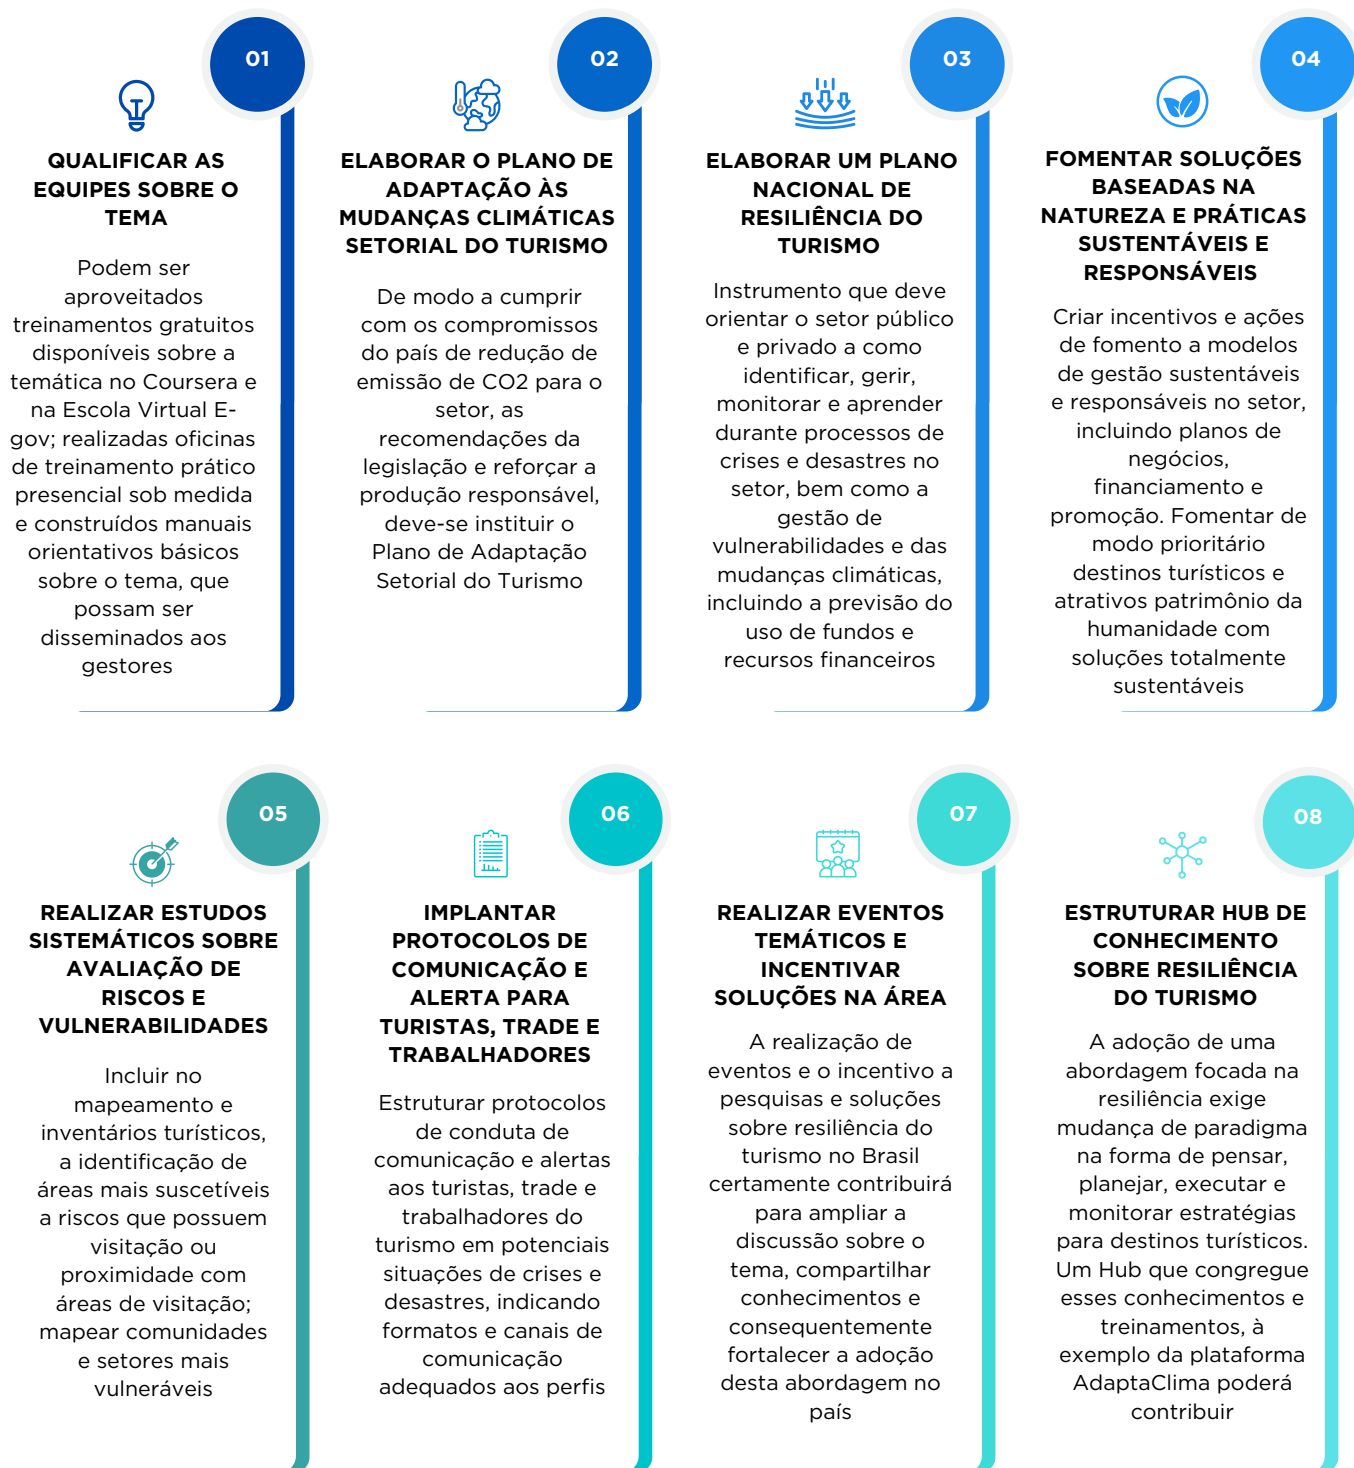 01
QUALIFICAR AS
EQUIPES SOBRE O
TEMA
Podem ser
aproveitados
treinamentos gratuitos
disponíveis sobre a
temática no Coursera e
na Escola Virtual E-
gov; realizadas oficinas
de treinamento prático
presencial sob medida
e construídos manuais
orientativos básicos
sobre o tema, que
possam ser
disseminados aos
gestores
02
ELABORAR O PLANO DE
ADAPTAÇÃO ÀS
MUDANÇAS CLIMÁTICAS
SETORIAL DO TURISMO
De modo a cumprir
com os compromissos
do país de redução de
emissão de CO2 para o
setor, as
recomendações da
legislação e reforçar a
produção responsável,
deve-se instituir o
Plano de Adaptação
Setorial do Turismo
03
ELABORAR UM PLANO
NACIONAL DE
RESILIÊNCIA DO
TURISMO
Instrumento que deve
orientar o setor público
e privado a como
identificar, gerir,
monitorar e aprender
durante processos de
crises e desastres no
setor, bem como a
gestão de
vulnerabilidades e das
mudanças climáticas,
incluindo a previsão do
uso de fundos e
recursos financeiros
04
FOMENTAR SOLUÇÕES
BASEADAS NA
NATUREZA E PRÁTICAS
SUSTENTÁVEIS E
RESPONSÁVEIS
Criar incentivos e ações
de fomento a modelos
de gestão sustentáveis
e responsáveis no setor,
incluindo planos de
negócios,
financiamento e
promoção. Fomentar de
modo prioritário
destinos turísticos e
atrativos patrimônio da
humanidade com
soluções totalmente
sustentáveis
05
REALIZAR ESTUDOS
SISTEMÁTICOS SOBRE
AVALIAÇÃO DE
RISCOS E
VULNERABILIDADES
Incluir no
mapeamento e
inventários turísticos,
a identificação de
áreas mais suscetíveis
a riscos que possuem
visitação ou
proximidade com
áreas de visitação;
mapear comunidades
e setores mais
vulneráveis
06
IMPLANTAR
PROTOCOLOS DE
COMUNICAÇÃO E
ALERTA PARA
TURISTAS, TRADE E
TRABALHADORES
Estruturar protocolos
de conduta de
comunicação e alertas
aos turistas, trade e
trabalhadores do
turismo em potenciais
situações de crises e
desastres, indicando
formatos e canais de
comunicação
adequados aos perfis
07
REALIZAR EVENTOS
TEMÁTICOS E
INCENTIVAR
SOLUÇÕES NA ÁREA
A realização de
eventos e o incentivo a
pesquisas e soluções
sobre resiliência do
turismo no Brasil
certamente contribuirá
para ampliar a
discussão sobre o
tema, compartilhar
conhecimentos e
consequentemente
fortalecer a adoção
desta abordagem no
país
08
ESTRUTURAR HUB DE
CONHECIMENTO
SOBRE RESILIÊNCIA
DO TURISMO
A adoção de uma
abordagem focada na
resiliência exige
mudança de paradigma
na forma de pensar,
planejar, executar e
monitorar estratégias
para destinos turísticos.
Um Hub que congregue
esses conhecimentos e
treinamentos, à
exemplo da plataforma
AdaptaClima poderá
contribuir